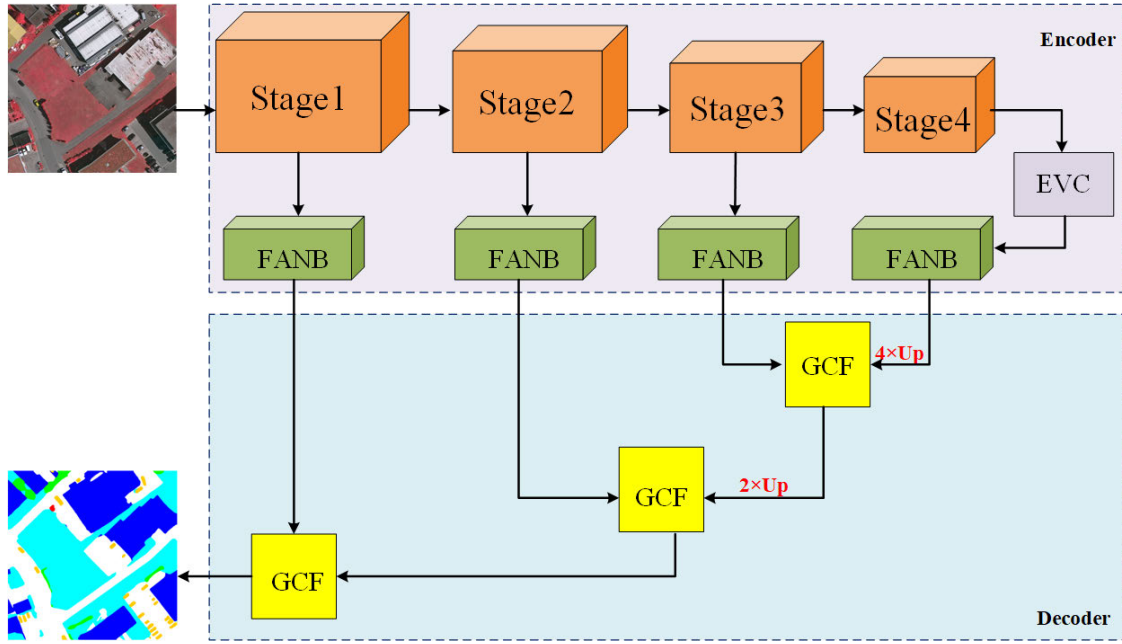 Encoder
Stage1
Stage2
Stage3
Stage4
EVC
FANB
FANB
FANB
FANB
GCF
4×Up
GCF
2×Up
GCF
Decoder